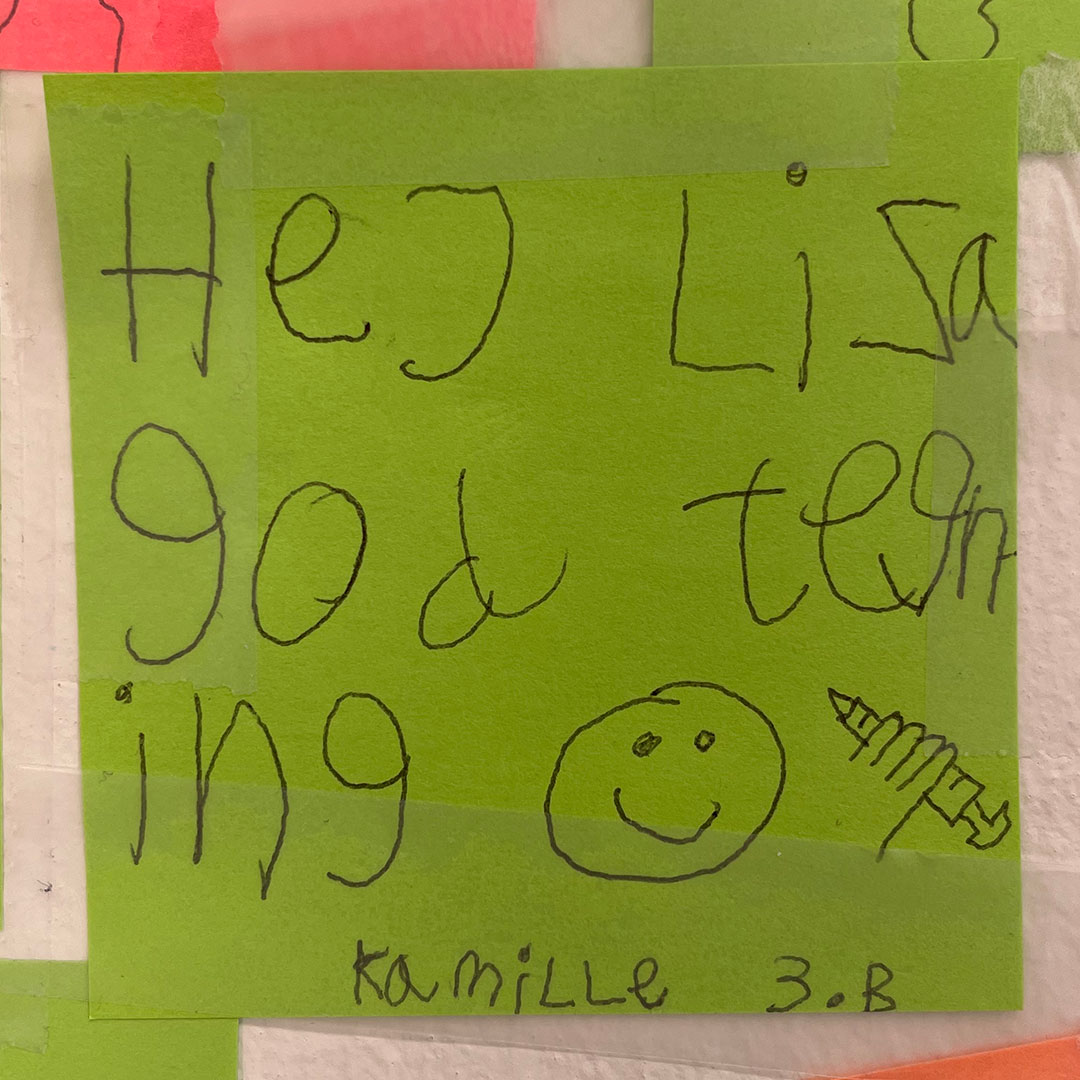 Hej Lisa
god tegn
ing
Kamille 3.B